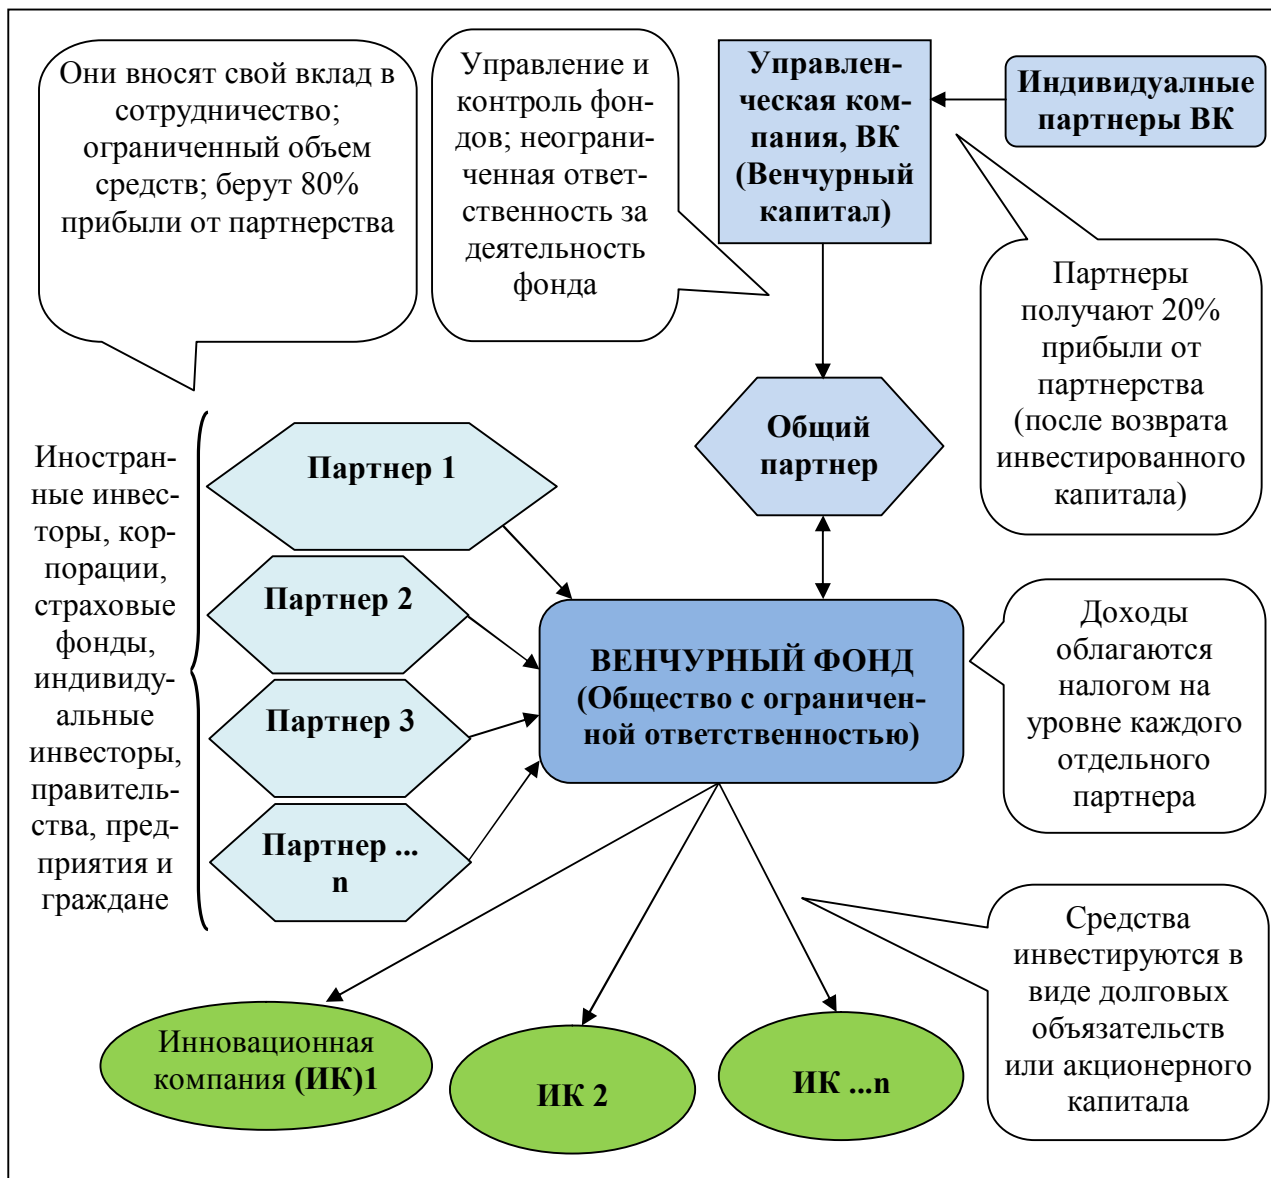 Они вносят свой вклад в
сотрудничество;
ограниченный объем
средств; берут 80%
прибыли от партнерства
Управление и
контроль фон-
дов; неограни-
ченная ответ-
ственность за
деятельность
фонда
Управлен-
ческая ком-
пания, ВК
(Венчурный
капитал)
Индивидуалные
партнеры ВК
Партнеры
получают 20%
прибыли от
партнерства
(после возврата
инвестированного
капитала)
Общий
партнер
Иностран-
ные инвес-
торы, кор-
порации,
страховые
фонды,
индивиду-
альные
инвесторы,
правитель-
ства, пред-
приятия и
граждане
Партнер 1
Партнер 2
Партнер 3
Партнер ...
n
ВЕНЧУРНЫЙ ФОНД
(Общество с ограничен-
ной ответственностью)
Доходы
облагаются
налогом на
уровне каждого
отдельного
партнера
Средства
инвестируются в
виде долговых
объязательств
или акционерного
капитала
Инновационная
компания (ИК)1
ИК 2
ИК ...n